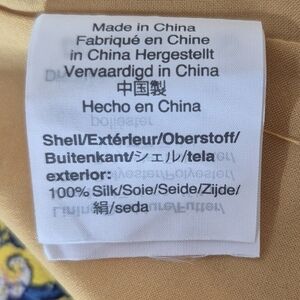 Made in China
Fabriqué en Chine
in China Hergestellt
Vervaardigd in China
中国製
Hecho en China
Shell/Extérieur/Oberstoff/
Buitenkant/シェル/tela
exterior:
100% Silk/Soie/Seide/Zijde/
絹/seda